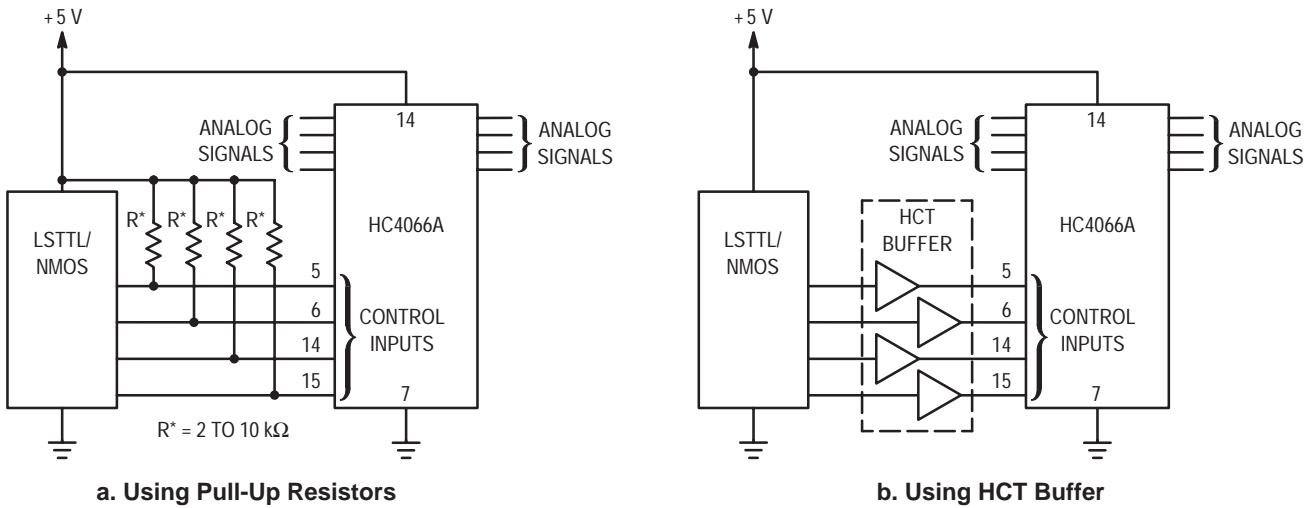 +5 V
14
ANALOG
SIGNALS
ANALOG
SIGNALS
R* R* R* R*
HC4066A
LSTTL/
NMOS
5
6
14
15
CONTROL
INPUTS
7
R* = 2 TO 10 kΩ
a. Using Pull-Up Resistors
+5 V
14
ANALOG
SIGNALS
ANALOG
SIGNALS
HCT
BUFFER
HC4066A
LSTTL/
NMOS
5
6
14
15
CONTROL
INPUTS
7
b. Using HCT Buffer